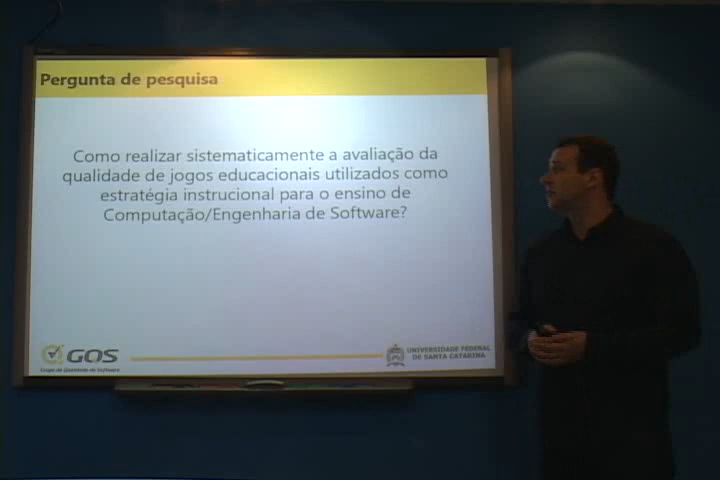 Pergunta de pesquisa
Como realizar sistematicamente a avaliação da
qualidade de jogos educacionais utilizados como
estratégia instrucional para o ensino de
Computação/Engenharia de Software?
GQS
Grupo de Qualidade de Software
UNIVERSIDADE FEDERAL
DE SANTA CATARINA